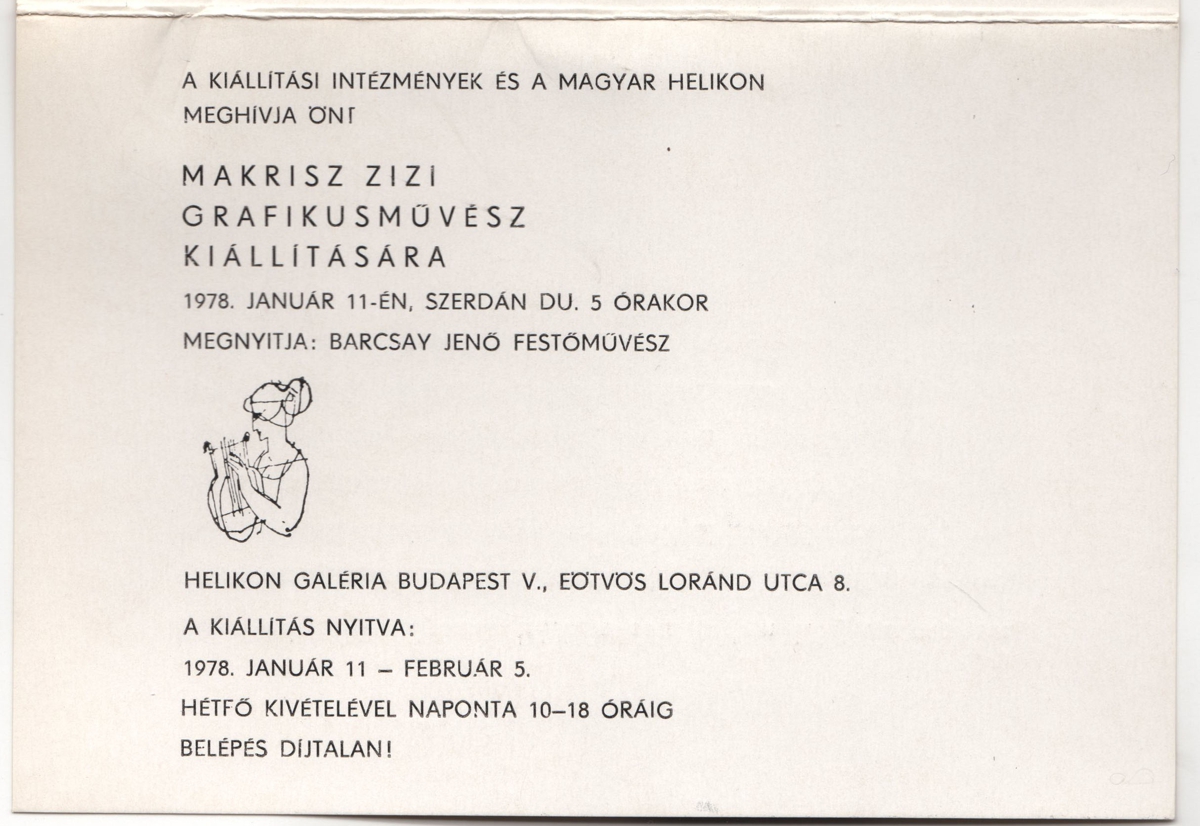 A KIÁLLÍTÁSI INTÉZMÉNYEK ÉS A MAGYAR HELIKON
MEGHÍVJA ÖNT
MAKRISZ ZIZI
GRAFIKUSMŰVÉSZ
KIÁLLÍTÁSÁRA
1978. JANUÁR 11-ÉN, SZERDÁN DU. 5 ÓRAKOR
MEGNYITJA: BARCSAY JENŐ FESTŐMŰVÉSZ
HELIKON GALÉRIA BUDAPEST V., EÖTVÖS LORÁND UTCA 8.
A KIÁLLÍTÁS NYITVA:
1978. JANUÁR 11 – FEBRUÁR 5.
HÉTFŐ KIVÉTELÉVEL NAPONTA 10–18 ÓRÁIG
BELÉPÉS DÍJTALAN!